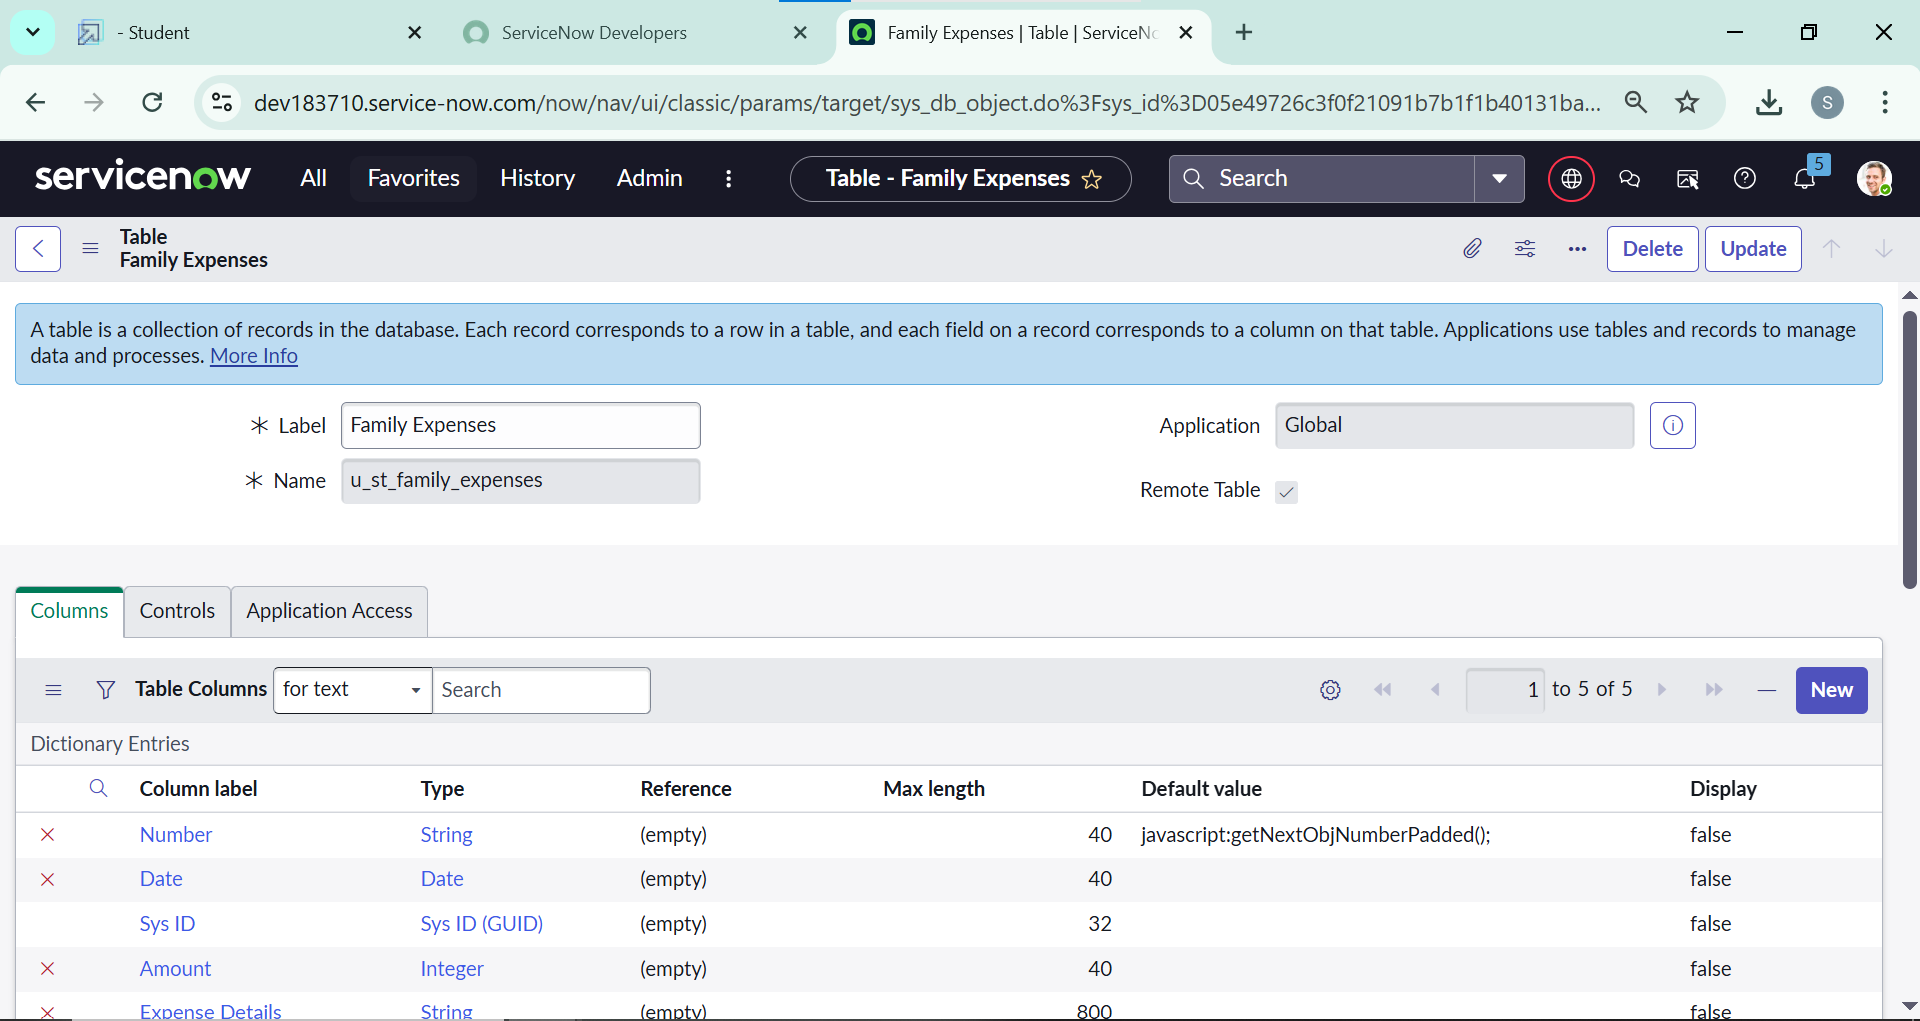 - Student
ServiceNow Developers
Family Expenses | Table | ServiceNo
dev183710.service-now.com/now/nav/ui/classic/params/target/sys_db_object.do%3Fsys_id%3D05e49726c3f0f21091b7b1f1b40131ba...
S
servicenow
All
Favorites
History
Admin
Table - Family Expenses
Search
5
Table
Family Expenses
Delete
Update
A table is a collection of records in the database. Each record corresponds to a row in a table, and each field on a record corresponds to a column on that table. Applications use tables and records to manage
data and processes. More Info
Label
Family Expenses
Application
Global
Name
u_st_family_expenses
Remote Table
Columns
Controls
Application Access
Table Columns
for text
Search
1 to 5 of 5
New
Dictionary Entries
Column label Type Reference Max length Default value Display
Number String (empty) 40 javascript:getNextObjNumberPadded(); false
Date Date (empty) 40 false
Sys ID Sys ID (GUID) (empty) 32 false
Amount Integer (empty) 40 false
Expense Details String (empty) 800 false